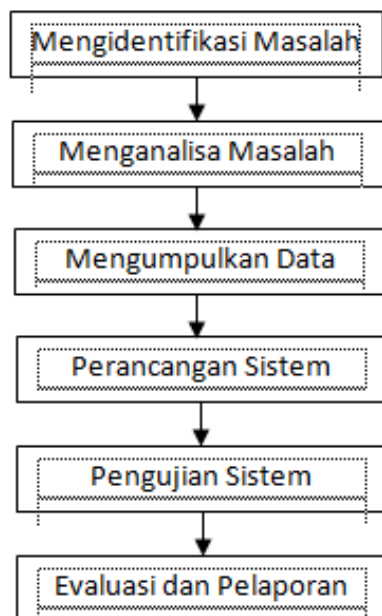 Mengidentifikasi Masalah
Menganalisa Masalah
Mengumpulkan Data
Perancangan Sistem
Pengujian Sistem
Evaluasi dan Pelaporan